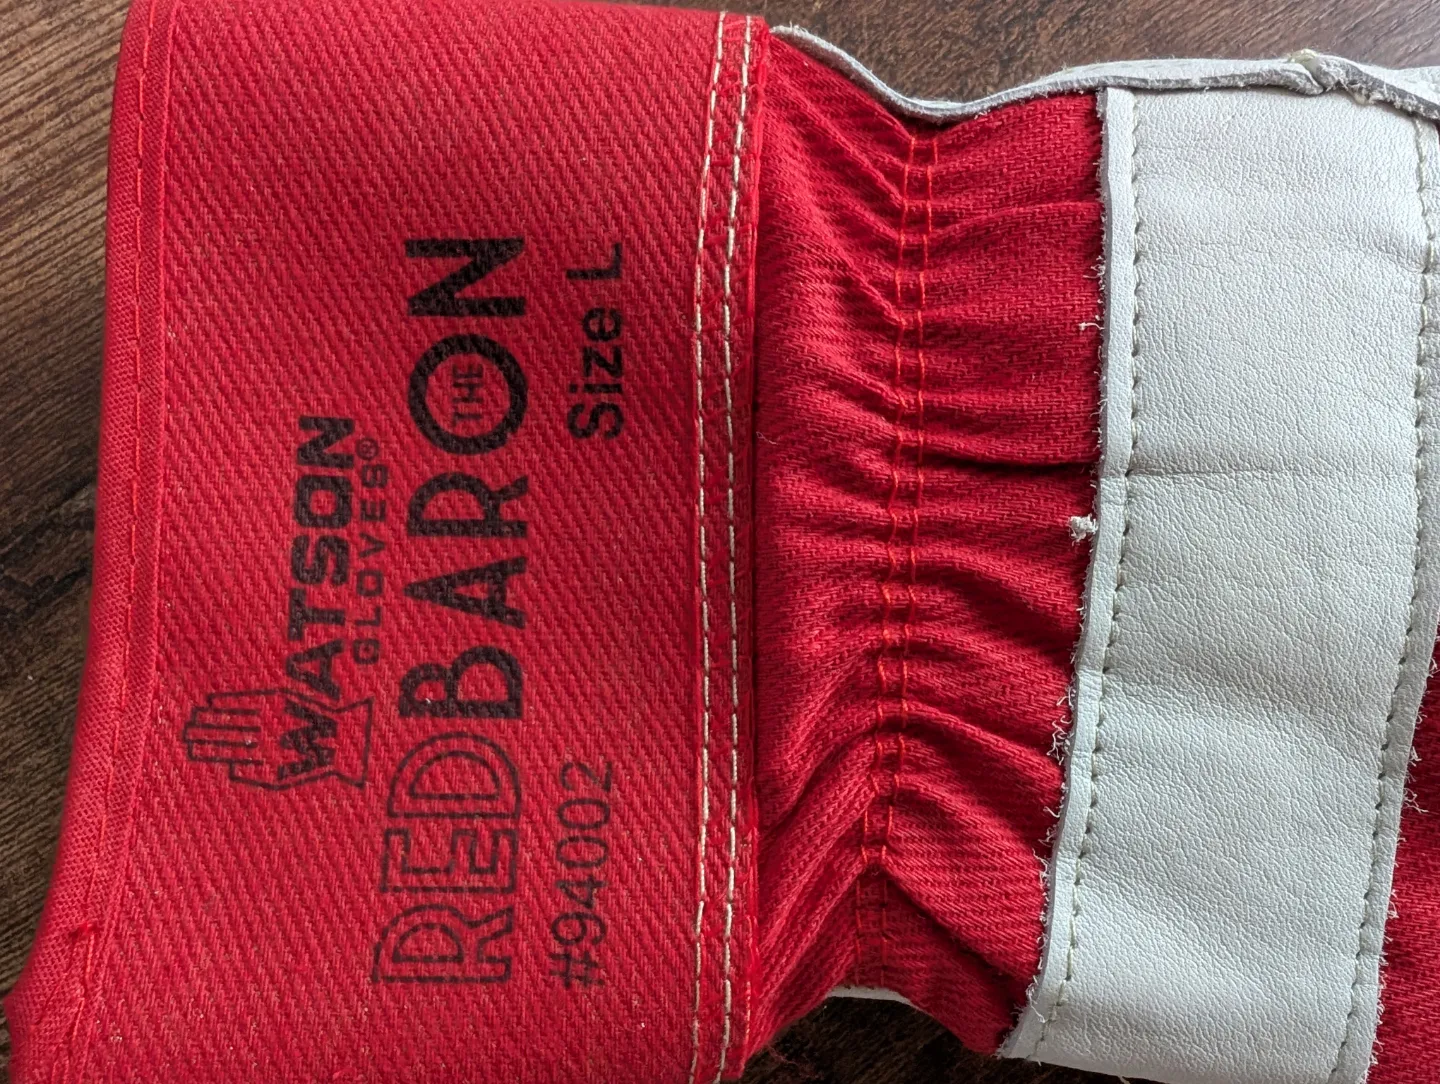 WATSON
GLOVES®
RED BARON
THE
#94002 Size L